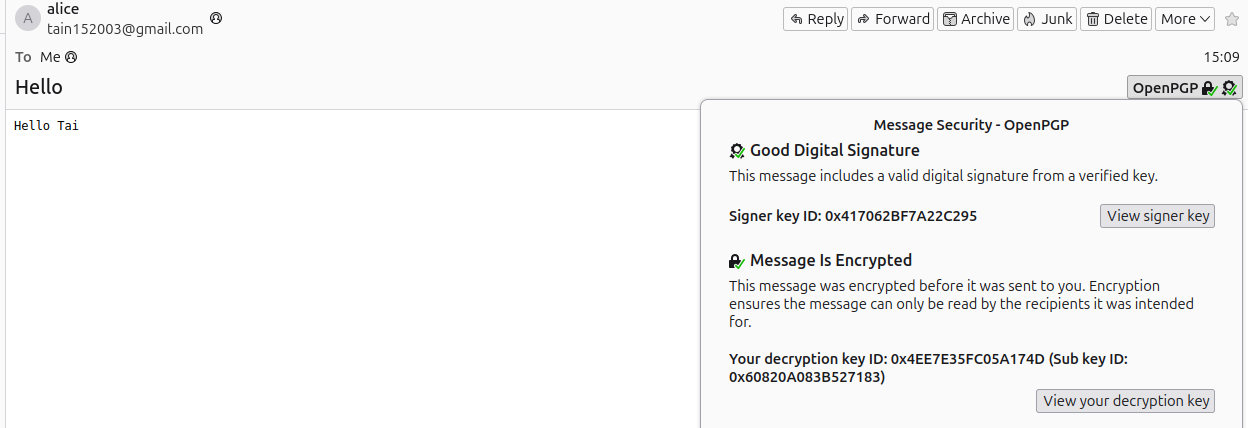 A
alice
tain152003@gmail.com
Reply Forward Archive Junk Delete More
To Me 15:09
Hello
OpenPGP
Hello Tai
Message Security - OpenPGP
Good Digital Signature
This message includes a valid digital signature from a verified key.
Signer key ID: 0x417062BF7A22C295 View signer key
Message Is Encrypted
This message was encrypted before it was sent to you. Encryption
ensures the message can only be read by the recipients it was intended
for.
Your decryption key ID: 0x4EE7E35FC05A174D (Sub key ID:
0x60820A083B527183)
View your decryption key